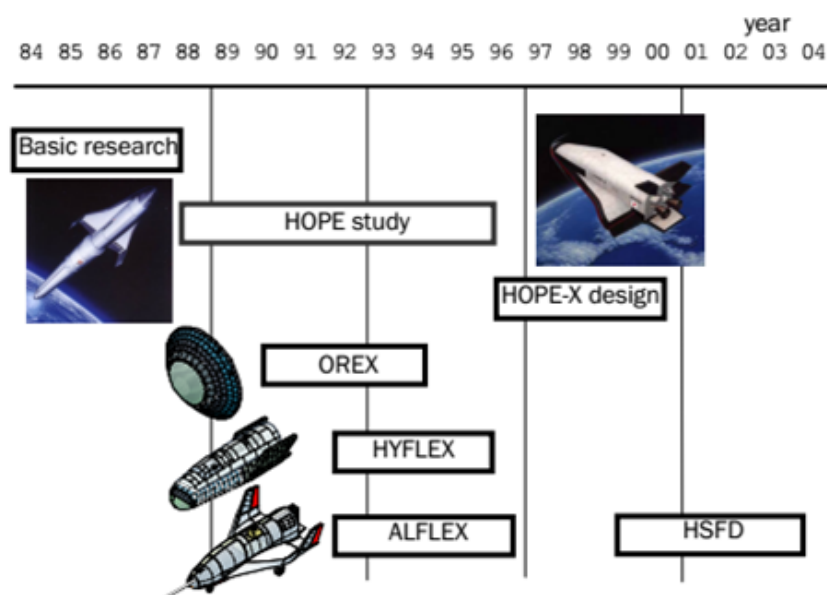 year
84 85 86 87 88 89 90 91 92 93 94 95 96 97 98 99 00 01 02 03 04
Basic research
HOPE study
HOPE-X design
OREX
HYFLEX
ALFLEX
HSFD